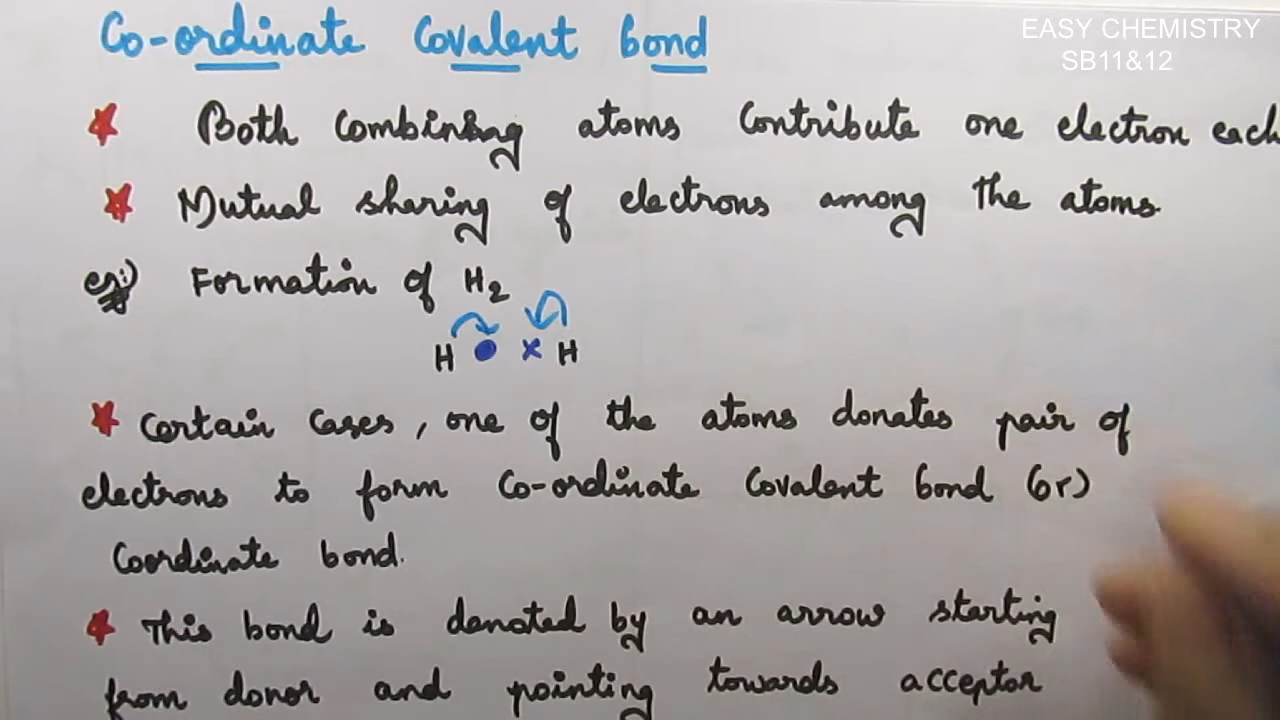 EASY CHEMISTRY
SB11&12
Co-ordinate Covalent bond
Both combining atoms contribute one electron each
Mutual sharing of electrons among the atoms.
eg:) Formation of H2
H • x H
Certain cases, one of the atoms donates pair of
electrons to form Co-ordinate Covalent bond (or)
Coordinate bond.
This bond is denoted by an arrow starting
from donor and pointing towards acceptor